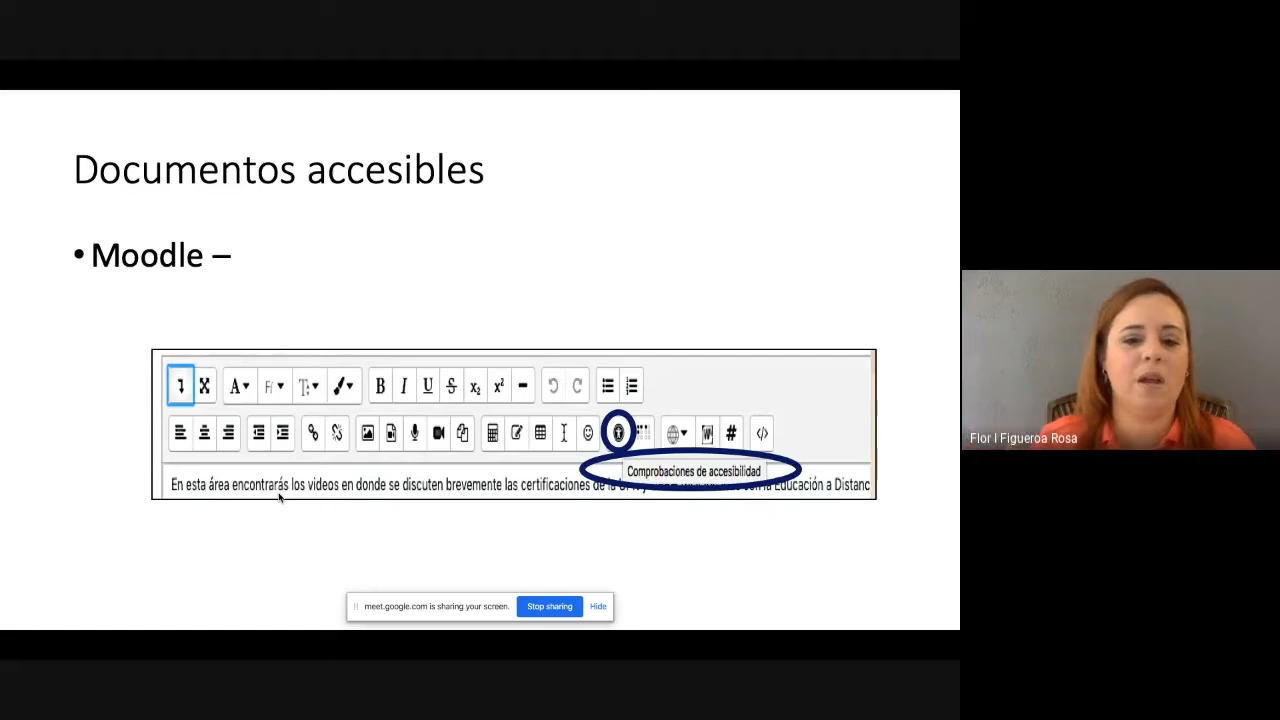 Documentos accesibles
• Moodle –
Comprobaciones de accesibilidad
En esta área encontrarás los videos en donde se discuten brevemente las certificaciones de la Educación a Distanc
meet.google.com is sharing your screen. Stop sharing Hide
Flor I Figueroa Rosa